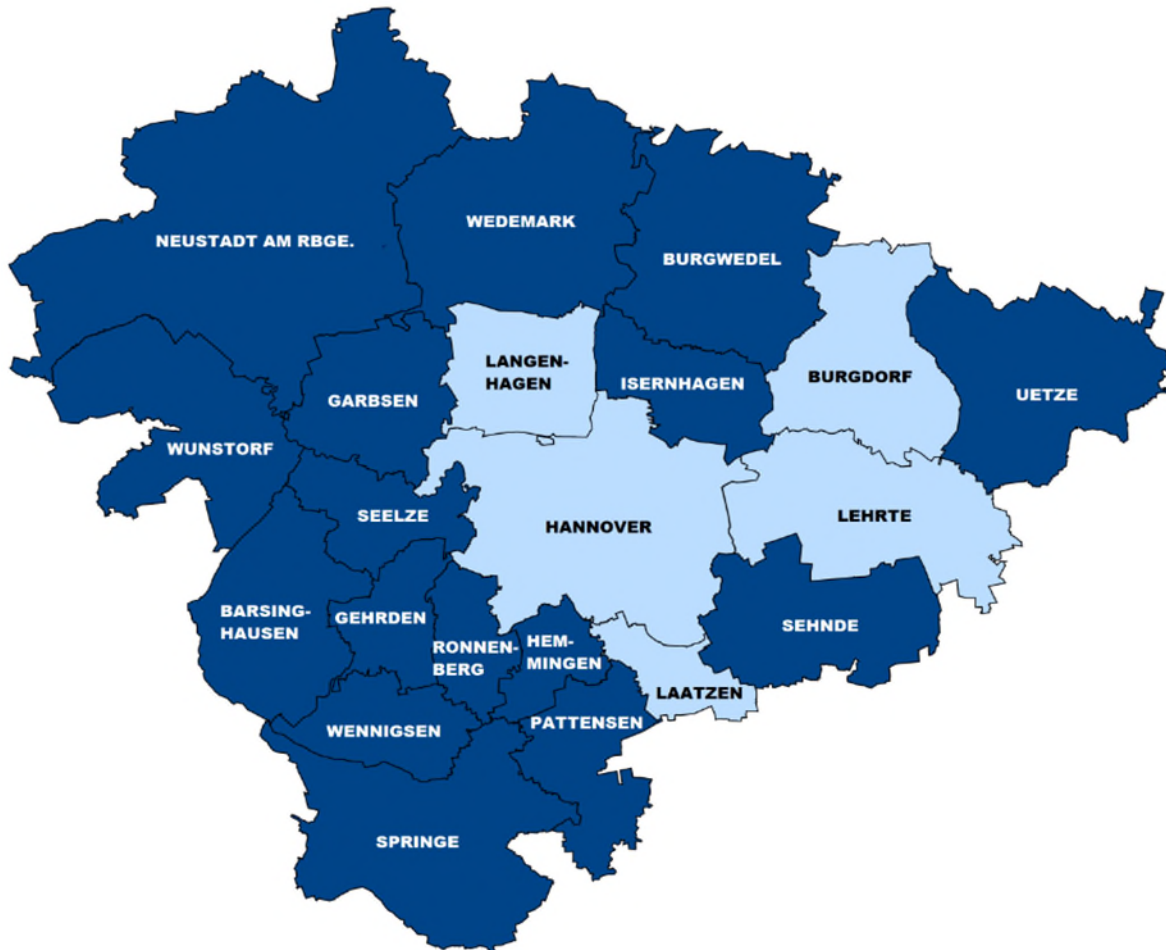 NEUSTADT AM RBGE.
WEDEMARK
BURGWEDEL
LANGEN-
HAGEN
ISERNHAGEN
BURGDORF
UETZE
GARBSEN
WUNSTORF
SEELZE
HANNOVER
LEHRTE
BARSING-
HAUSEN
GEHRDEN
RONNEN-
BERG
HEM-
MINGEN
SEHNDE
LAATZEN
WENNIGSEN
PATTENSEN
SPRINGE